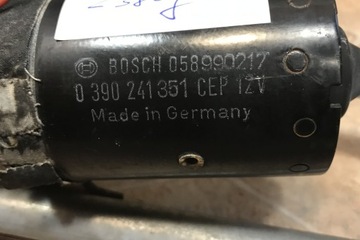 BOSCH 058990217
0 390 241 351 CEP 12V
Made in Germany